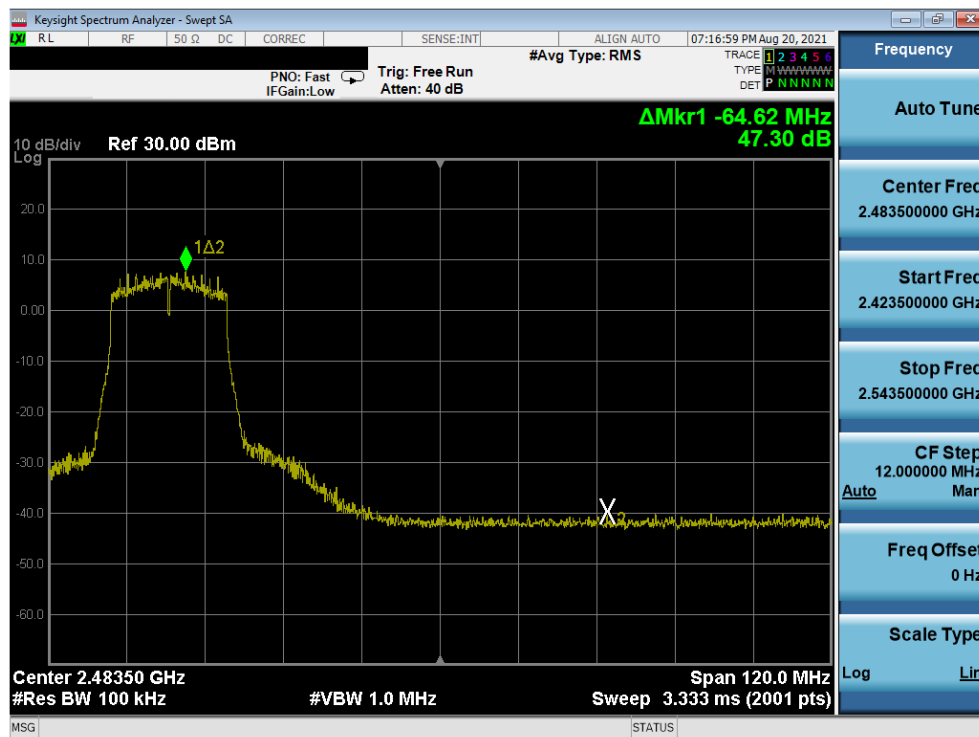 Keysight Spectrum Analyzer - Swept SA
LXI RL RF 50 Ω DC CORREC SENSE:INT ALIGN AUTO 07:16:59 PM Aug 20, 2021
#Avg Type: RMS TRACE 1 2 3 4 5 6
PNO: Fast Trig: Free Run TYPE M WWWWW
IFGain:Low Atten: 40 dB DET P N N N N N
ΔMkr1 -64.62 MHz
47.30 dB
10 dB/div Ref 30.00 dBm
Log
20.0
10.0
0.00
-10.0
-20.0
-30.0
-40.0
-50.0
-60.0
1Δ2
X2
Center 2.48350 GHz Span 120.0 MHz
#Res BW 100 kHz #VBW 1.0 MHz Sweep 3.333 ms (2001 pts)
MSG STATUS
Frequency
Auto Tune
Center Freq
2.483500000 GHz
Start Freq
2.423500000 GHz
Stop Freq
2.543500000 GHz
CF Step
12.000000 MHz
Auto Man
Freq Offset
0 Hz
Scale Type
Log Lin